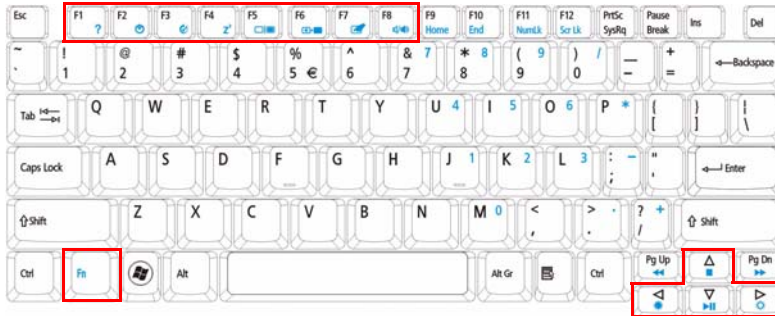 Esc F1 ? F2 F3 F4 zᶻ F5 F6 F7 F8 F9 Home F10 End F11 NumLk F12 Scr Lk PrtSc SysRq Pause Break Ins Del
~ ` ! 1 @ 2 # 3 $ 4 % 5 € ^ 6 & 7 7 * 8 8 ( 9 9 ) 0 / _ - + = Backspace
Tab Q W E R T Y U 4 I 5 O 6 P * { [ } ] | \
Caps Lock A S D F G H J 1 K 2 L 3 : ; - " ' Enter
Shift Z X C V B N M 0 < , > . . ? / + Shift
Ctrl Fn Alt Alt Gr Ctrl Pg Up Pg Dn